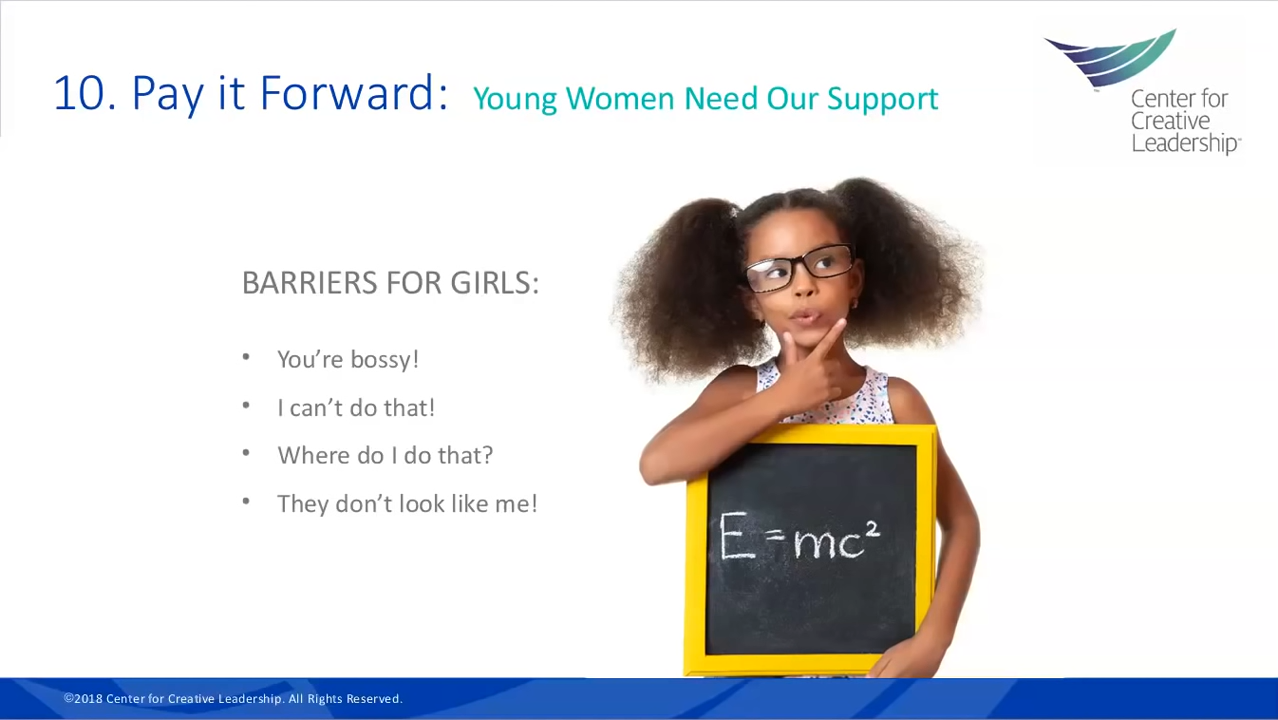 10. Pay it Forward: Young Women Need Our Support
Center for
Creative
Leadership™
BARRIERS FOR GIRLS:
• You’re bossy!
• I can’t do that!
• Where do I do that?
• They don’t look like me!
E=mc²
©2018 Center for Creative Leadership. All Rights Reserved.